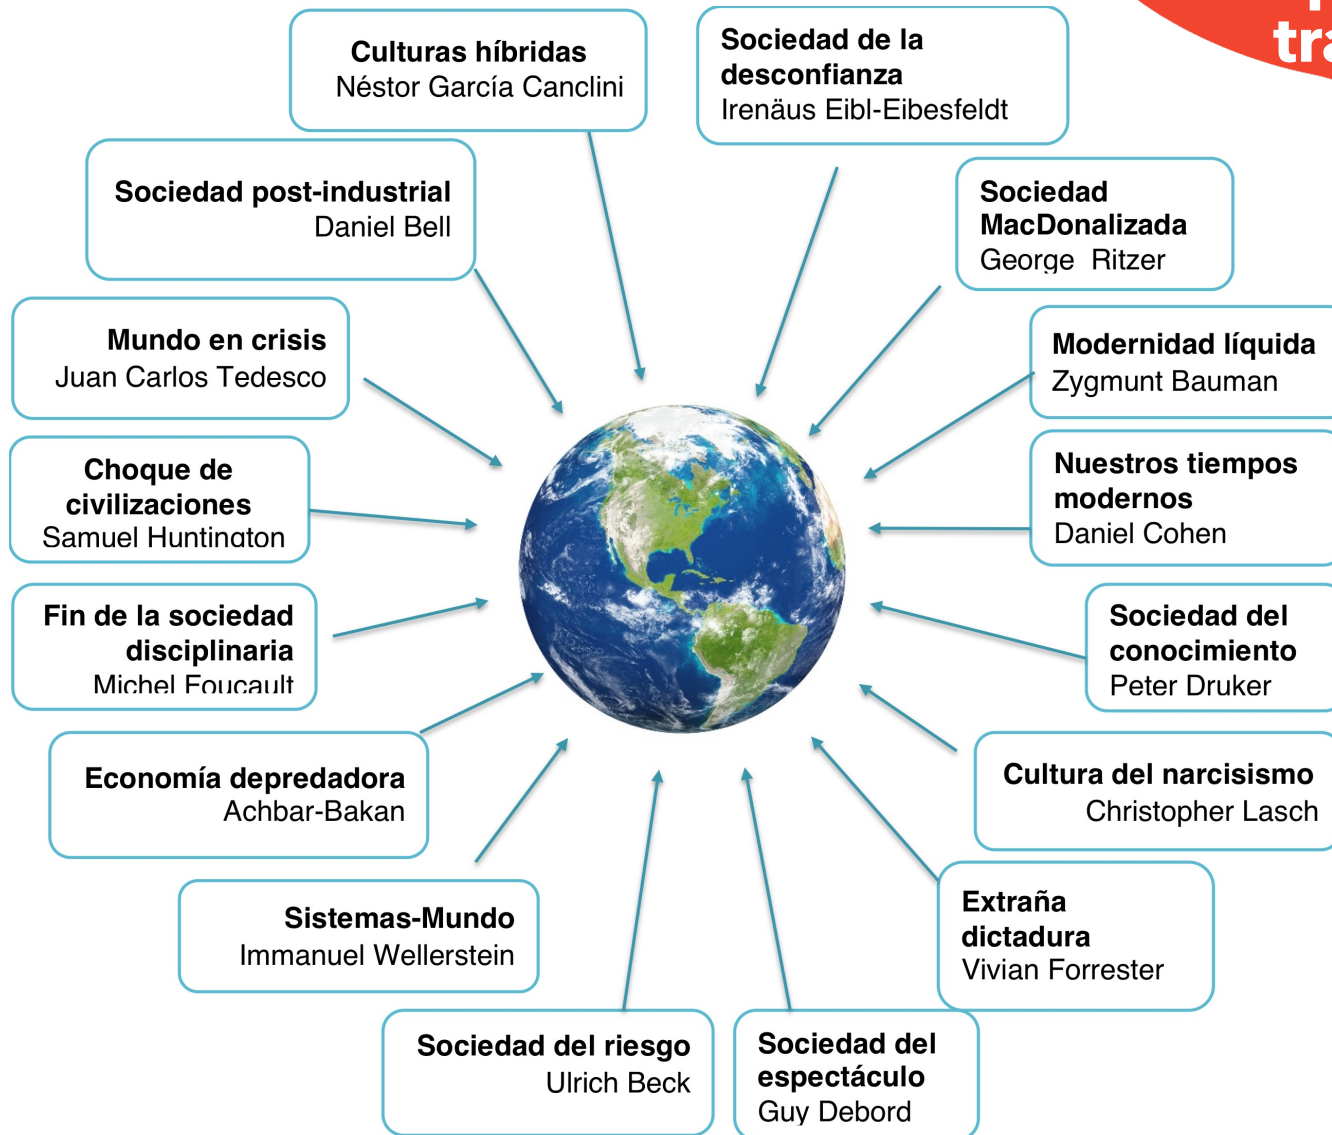 tra
Culturas híbridas
Néstor García Canclini
Sociedad de la
desconfianza
Irenäus Eibl-Eibesfeldt
Sociedad post-industrial
Daniel Bell
Sociedad
MacDonalizada
George Ritzer
Mundo en crisis
Juan Carlos Tedesco
Modernidad líquida
Zygmunt Bauman
Choque de
civilizaciones
Samuel Huntington
Nuestros tiempos
modernos
Daniel Cohen
Fin de la sociedad
disciplinaria
Michel Foucault
Sociedad del
conocimiento
Peter Druker
Economía depredadora
Achbar-Bakan
Cultura del narcisismo
Christopher Lasch
Sistemas-Mundo
Immanuel Wellerstein
Extraña
dictadura
Vivian Forrester
Sociedad del riesgo
Ulrich Beck
Sociedad del
espectáculo
Guy Debord